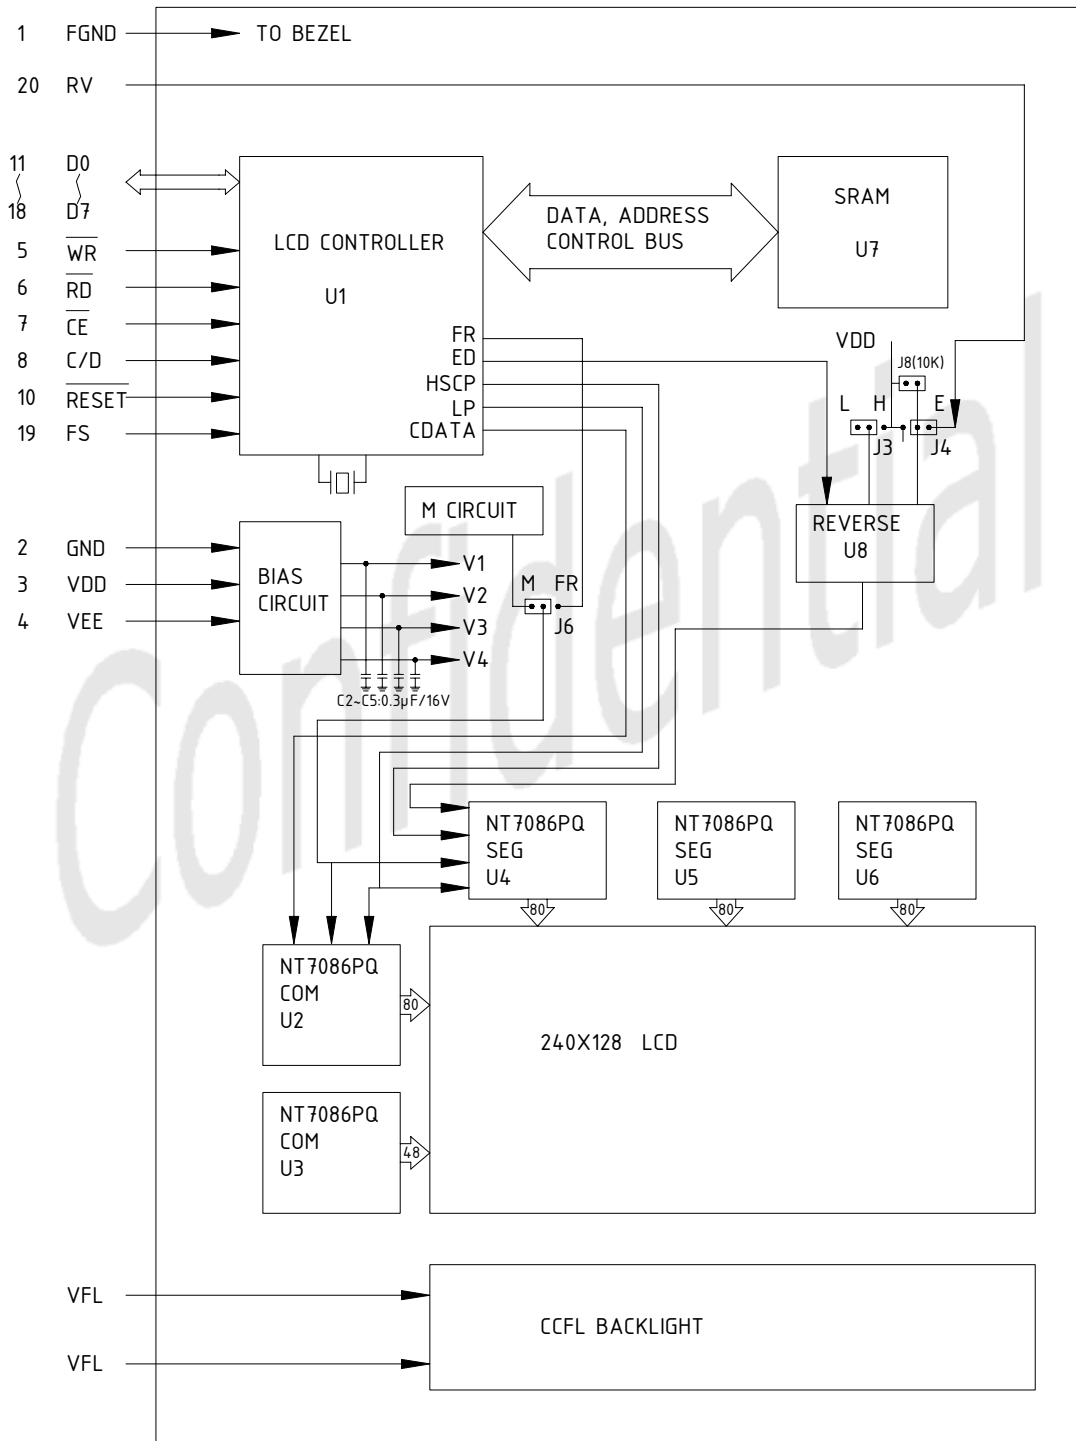 1 FGND TO BEZEL
20 RV
11 D0
18 D7
5 WR
6 RD
7 CE
8 C/D
10 RESET
19 FS
LCD CONTROLLER
U1
FR
ED
HSCP
LP
CDATA
DATA, ADDRESS
CONTROL BUS
SRAM
U7
VDD
J8(10K)
L H E
J3 J4
REVERSE
U8
M CIRCUIT
M FR
J6
2 GND
3 VDD
4 VEE
BIAS
CIRCUIT
V1
V2
V3
V4
C2~C5:0.3µF/16V
NT7086PQ
SEG
U4
NT7086PQ
SEG
U5
NT7086PQ
SEG
U6
80
80
80
NT7086PQ
COM
U2
80
240X128 LCD
NT7086PQ
COM
U3
48
VFL
VFL
CCFL BACKLIGHT
Confidential